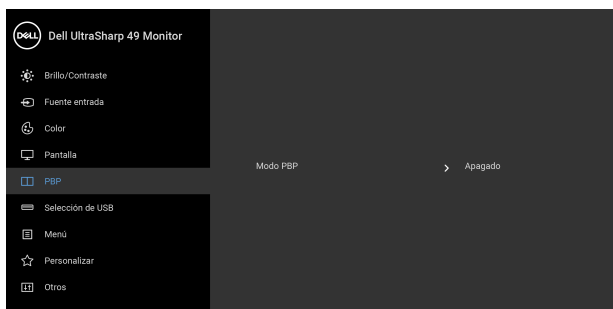 DELL Dell UltraSharp 49 Monitor
Brillo/Contraste
Fuente entrada
Color
Pantalla
PBP
Selección de USB
Menú
Personalizar
Otros
Modo PBP > Apagado